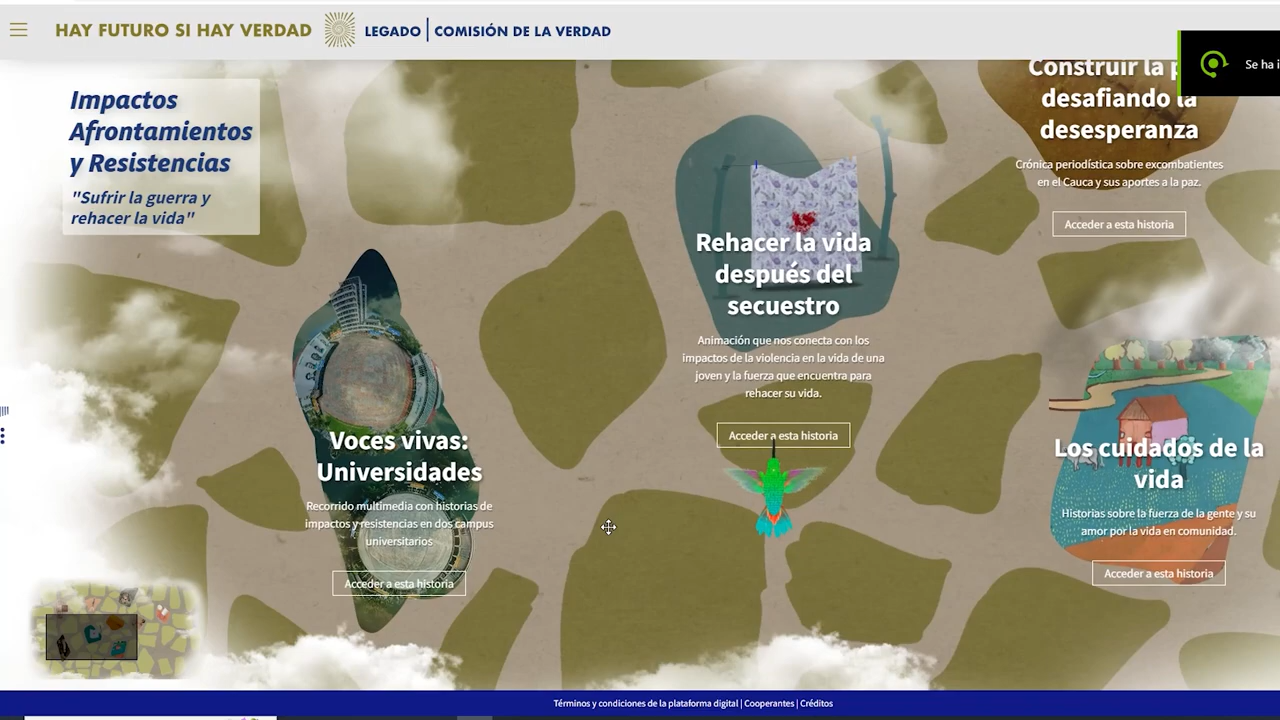 HAY FUTURO SI HAY VERDAD
LEGADO
COMISIÓN DE LA VERDAD
Se ha i
Impactos
Afrontamientos
y Resistencias
"Sufrir la guerra y
rehacer la vida"
Construir la p
desafiando la
desesperanza
Crónica periodística sobre excombatientes
en el Cauca y sus aportes a la paz.
Acceder a esta historia
Rehacer la vida
después del
secuestro
Animación que nos conecta con los
impactos de la violencia en la vida de una
joven y la fuerza que encuentra para
rehacer su vida.
Acceder a esta historia
Voces vivas:
Universidades
Recorrido multimedia con historias de
impactos y resistencias en dos campus
universitarios
Acceder a esta historia
Los cuidados de la
vida
Historias sobre la fuerza de la gente y su
amor por la vida en comunidad.
Acceder a esta historia
Términos y condiciones de la plataforma digital | Cooperantes | Créditos